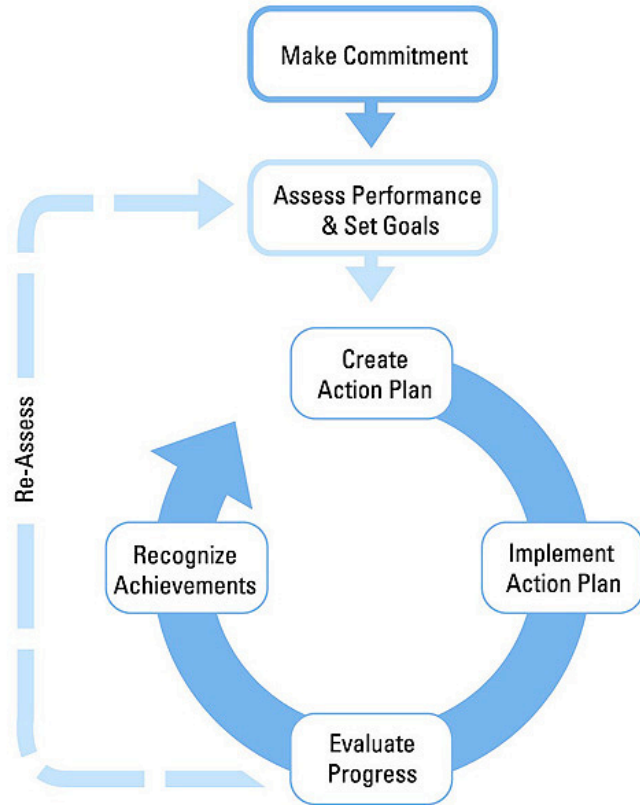 Make Commitment
Assess Performance
& Set Goals
Create
Action Plan
Implement
Action Plan
Evaluate
Progress
Recognize
Achievements
Re-Assess